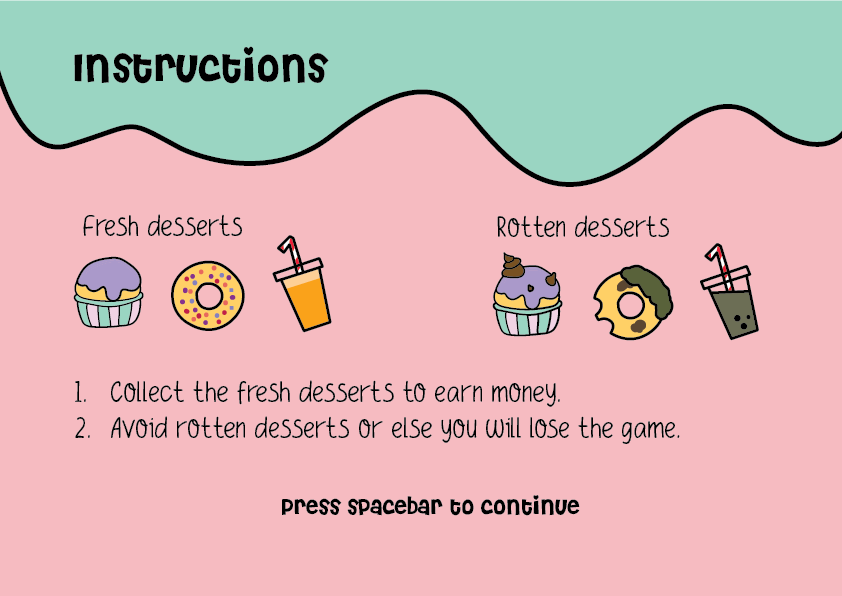 Instructions
Fresh desserts
Rotten desserts
1. Collect the fresh desserts to earn money.
2. Avoid rotten desserts or else you will lose the game.
Press spacebar to continue